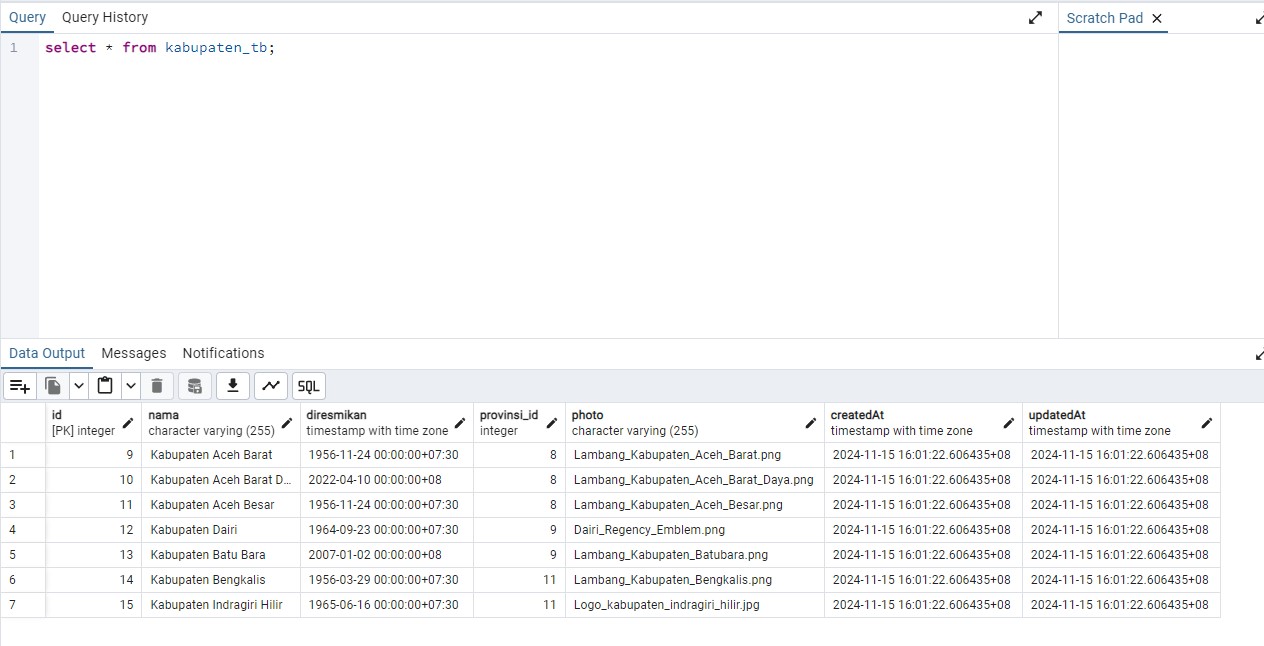 Query Query History Scratch Pad
1 select * from kabupaten_tb;
Data Output Messages Notifications
SQL
id nama diresmikan provinsi_id photo createdAt updatedAt
[PK] integer character varying (255) timestamp with time zone integer character varying (255) timestamp with time zone timestamp with time zone
1 9 Kabupaten Aceh Barat 1956-11-24 00:00:00+07:30 8 Lambang_Kabupaten_Aceh_Barat.png 2024-11-15 16:01:22.606435+08 2024-11-15 16:01:22.606435+08
2 10 Kabupaten Aceh Barat D... 2022-04-10 00:00:00+08 8 Lambang_Kabupaten_Aceh_Barat_Daya.png 2024-11-15 16:01:22.606435+08 2024-11-15 16:01:22.606435+08
3 11 Kabupaten Aceh Besar 1956-11-24 00:00:00+07:30 8 Lambang_Kabupaten_Aceh_Besar.png 2024-11-15 16:01:22.606435+08 2024-11-15 16:01:22.606435+08
4 12 Kabupaten Dairi 1964-09-23 00:00:00+07:30 9 Dairi_Regency_Emblem.png 2024-11-15 16:01:22.606435+08 2024-11-15 16:01:22.606435+08
5 13 Kabupaten Batu Bara 2007-01-02 00:00:00+08 9 Lambang_Kabupaten_Batubara.png 2024-11-15 16:01:22.606435+08 2024-11-15 16:01:22.606435+08
6 14 Kabupaten Bengkalis 1956-03-29 00:00:00+07:30 11 Lambang_Kabupaten_Bengkalis.png 2024-11-15 16:01:22.606435+08 2024-11-15 16:01:22.606435+08
7 15 Kabupaten Indragiri Hilir 1965-06-16 00:00:00+07:30 11 Logo_kabupaten_indragiri_hilir.jpg 2024-11-15 16:01:22.606435+08 2024-11-15 16:01:22.606435+08